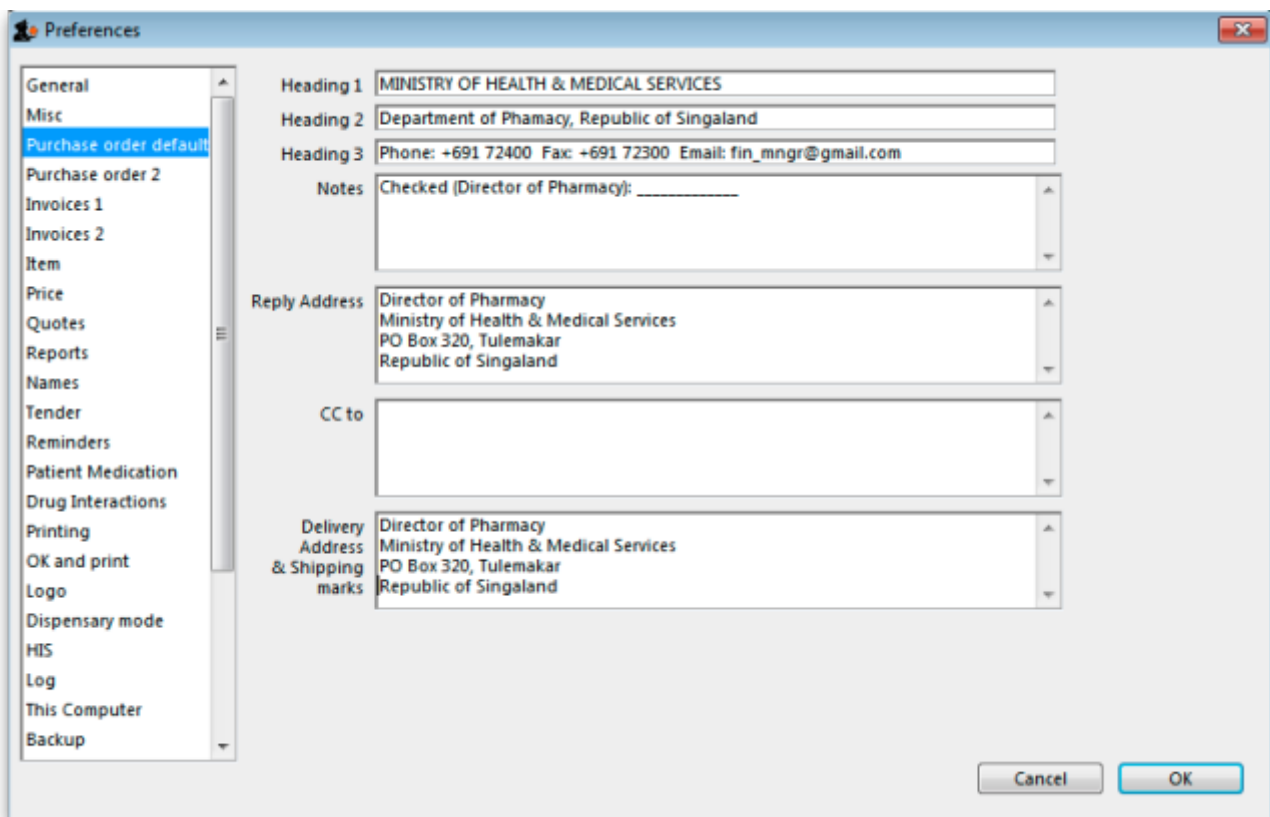 Preferences
General
Misc
Purchase order default
Purchase order 2
Invoices 1
Invoices 2
Item
Price
Quotes
Reports
Names
Tender
Reminders
Patient Medication
Drug Interactions
Printing
OK and print
Logo
Dispensary mode
HIS
Log
This Computer
Backup
Heading 1 MINISTRY OF HEALTH & MEDICAL SERVICES
Heading 2 Department of Phamacy, Republic of Singaland
Heading 3 Phone: +691 72400 Fax: +691 72300 Email: fin_mngr@gmail.com
Notes Checked (Director of Pharmacy): _____________
Reply Address Director of Pharmacy
Ministry of Health & Medical Services
PO Box 320, Tulemakar
Republic of Singaland
CC to
Delivery Director of Pharmacy
Address Ministry of Health & Medical Services
& Shipping PO Box 320, Tulemakar
marks Republic of Singaland
Cancel OK